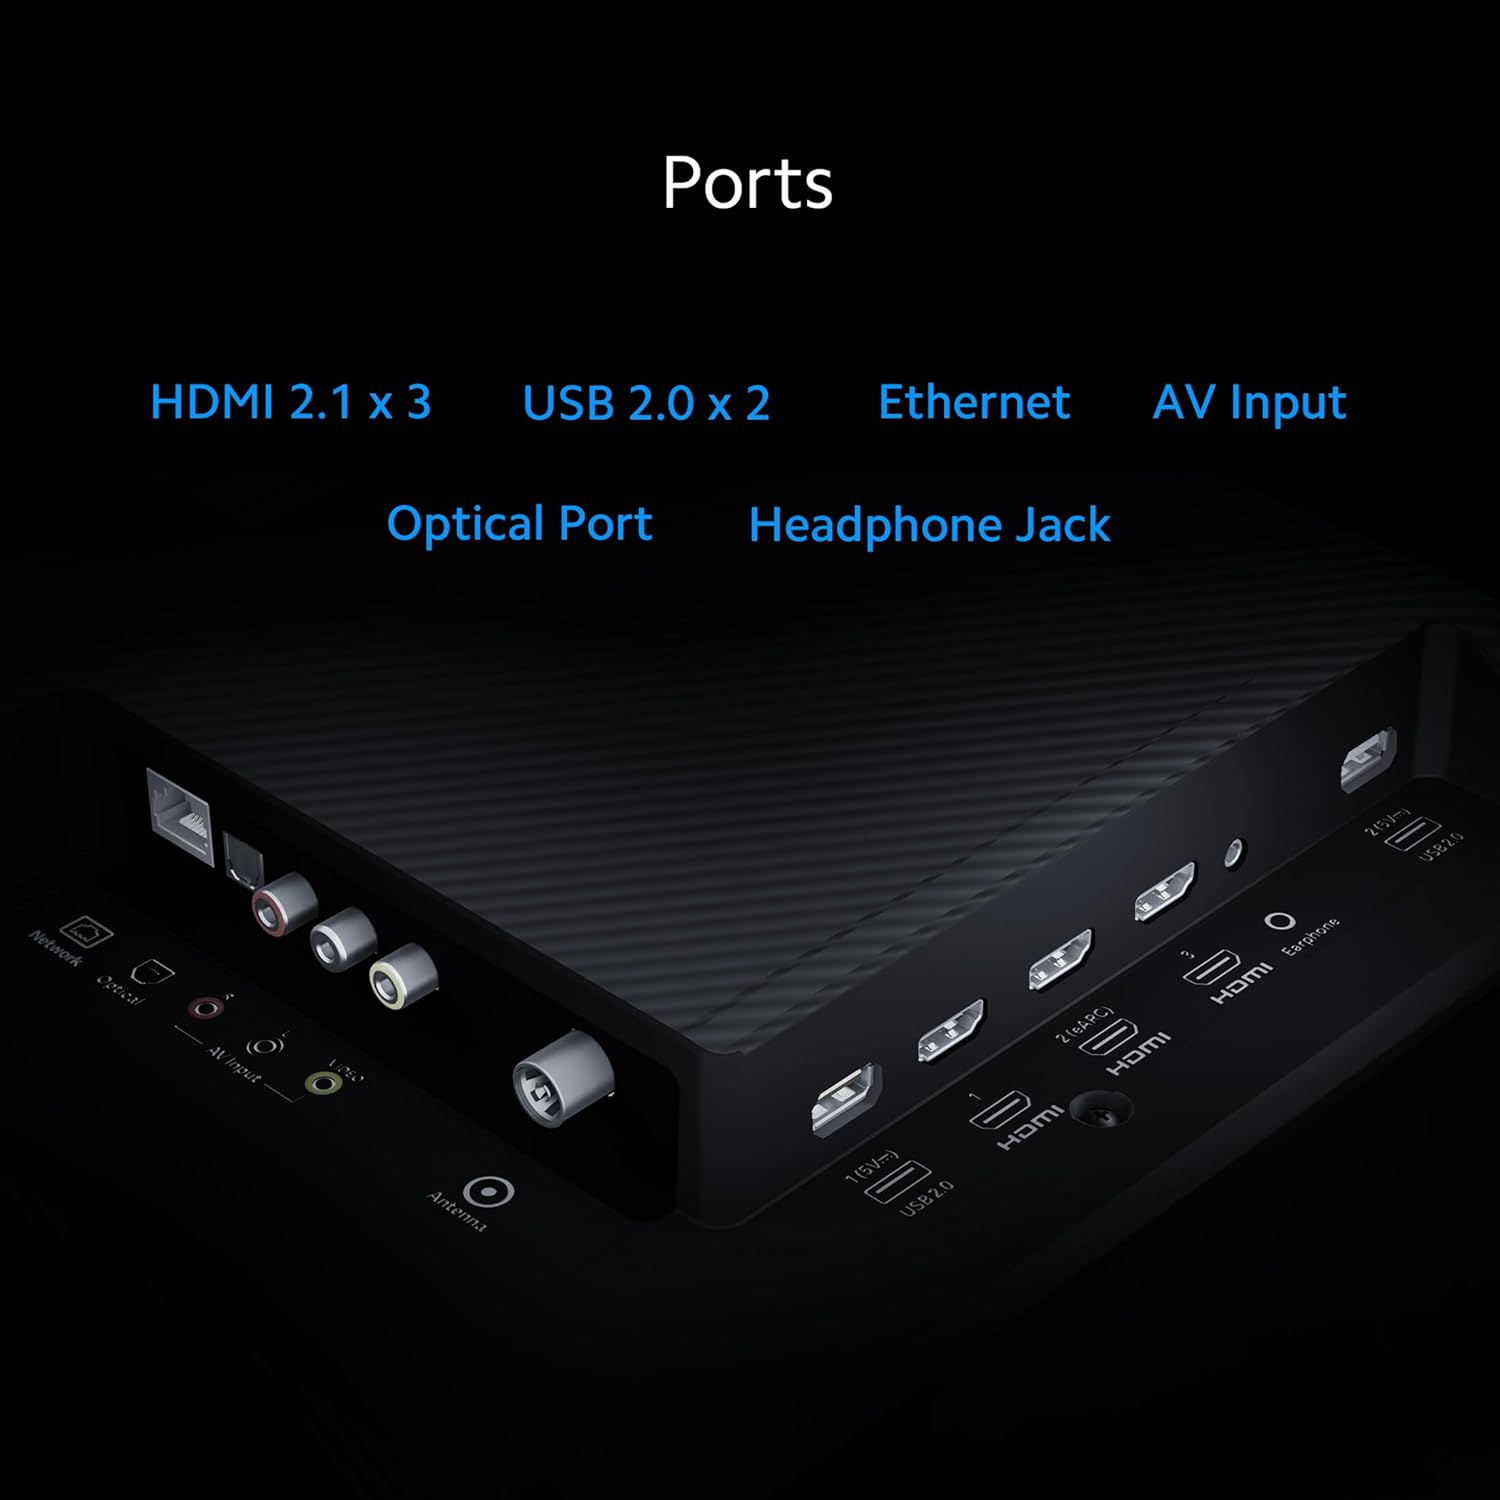 Ports
HDMI 2.1 x 3 USB 2.0 x 2 Ethernet AV Input
Optical Port Headphone Jack
Network
Optical
R
L
AV Input
VIDEO
Antenna
1(5V⎓)
USB2.0
1
HDMI
2(eARC)
HDMI
3
HDMI
Earphone
2(5V⎓)
USB2.0